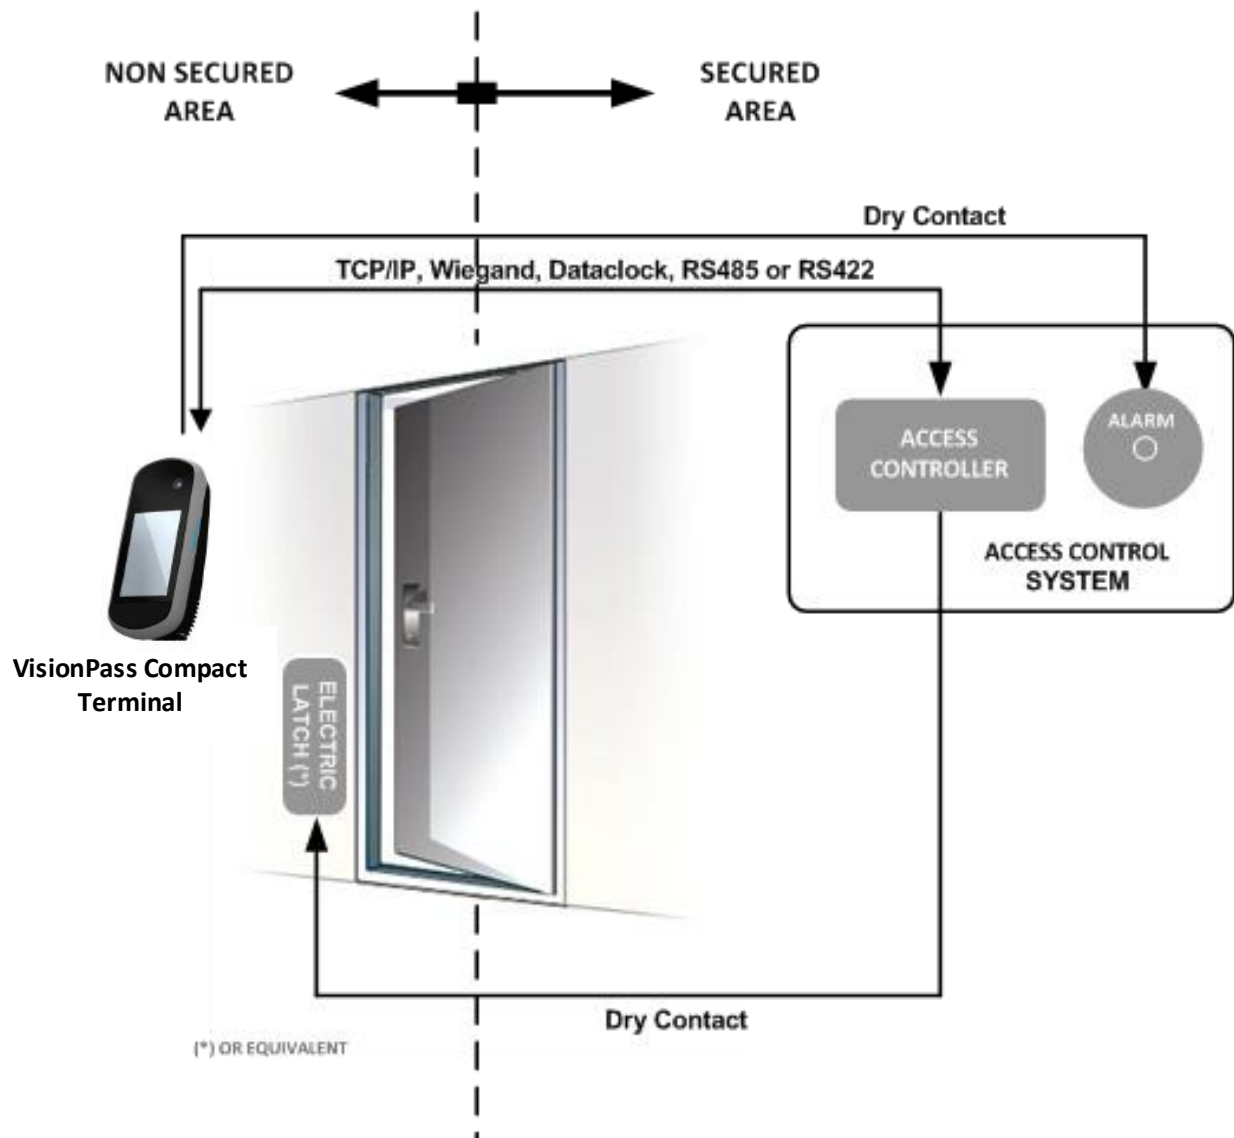 NON SECURED
AREA
SECURED
AREA
Dry Contact
TCP/IP, Wiegand, Dataclock, RS485 or RS422
ACCESS
CONTROLLER
ALARM
ACCESS CONTROL
SYSTEM
VisionPass Compact
Terminal
ELECTRIC
LATCH (*)
Dry Contact
(*) OR EQUIVALENT